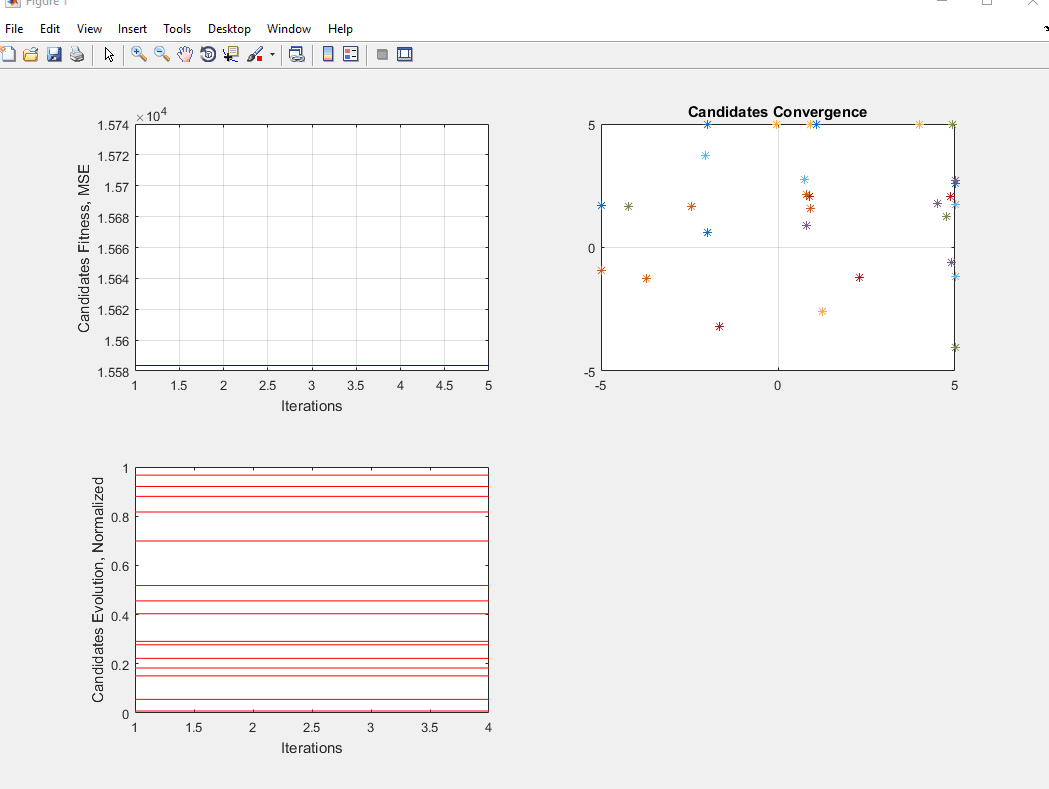 Figure 1
File Edit View Insert Tools Desktop Window Help
×10^4
1.574
1.572
1.57
1.568
1.566
1.564
1.562
1.56
1.558
Candidates Fitness, MSE
1 1.5 2 2.5 3 3.5 4 4.5 5
Iterations
Candidates Convergence
5
0
-5
-5 0 5
1
0.8
0.6
0.4
0.2
0
Candidates Evolution, Normalized
1 1.5 2 2.5 3 3.5 4
Iterations